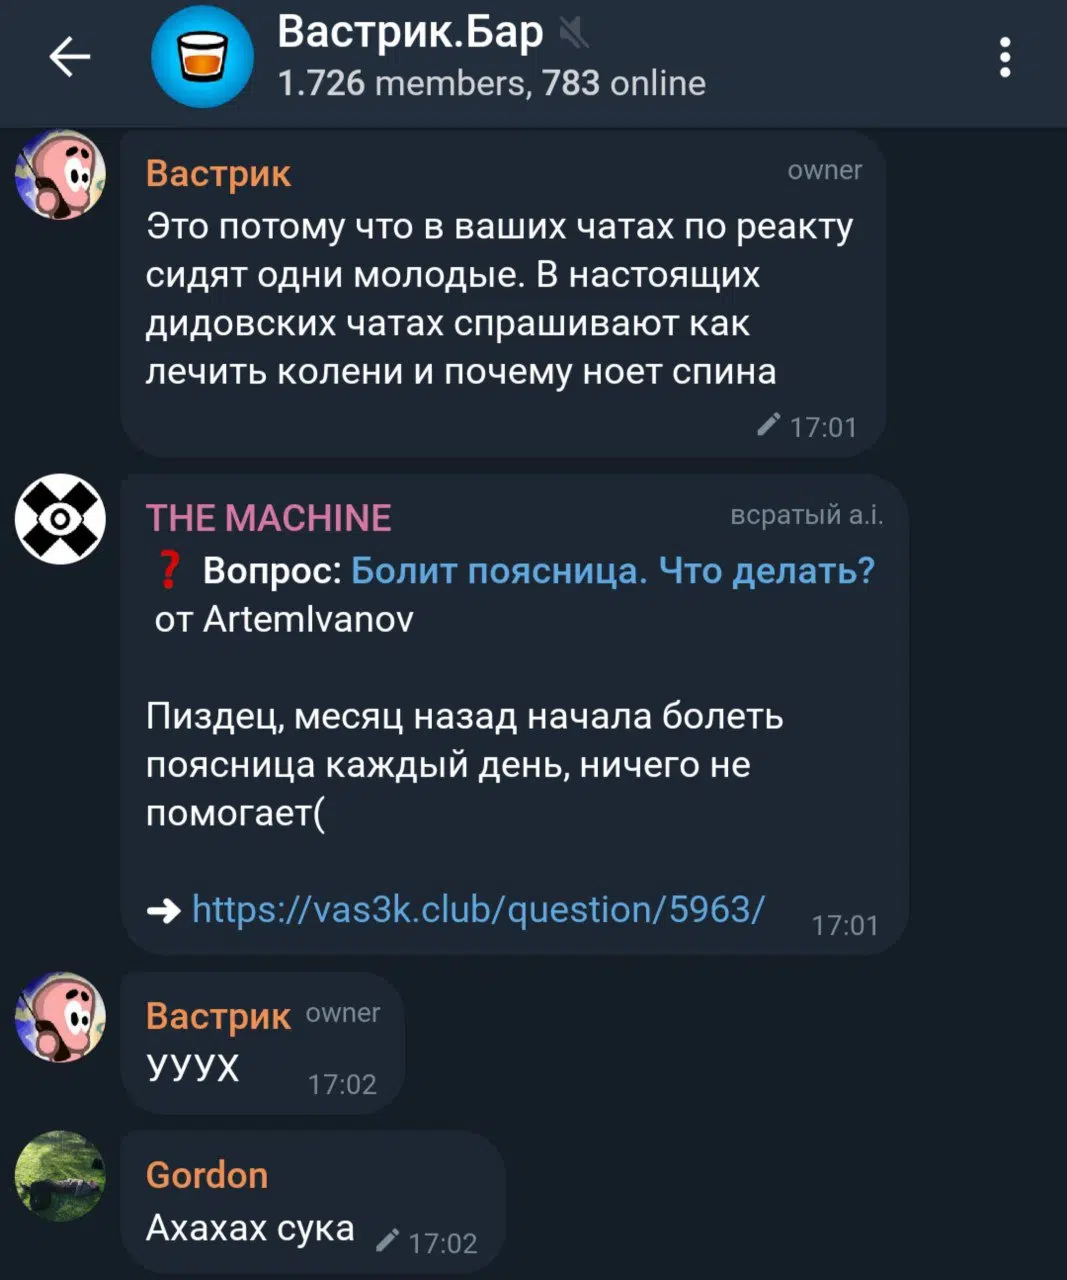 Вастрик.Бар
1.726 members, 783 online
Вастрик owner
Это потому что в ваших чатах по реакту
сидят одни молодые. В настоящих
дидовских чатах спрашивают как
лечить колени и почему ноет спина
17:01
THE MACHINE всратый a.i.
❓ Вопрос: Болит поясница. Что делать?
от ArtemIvanov
Пиздец, месяц назад начала болеть
поясница каждый день, ничего не
помогает(
➜ https://vas3k.club/question/5963/ 17:01
Вастрик owner
УУУХ 17:02
Gordon
Ахахах сука 17:02